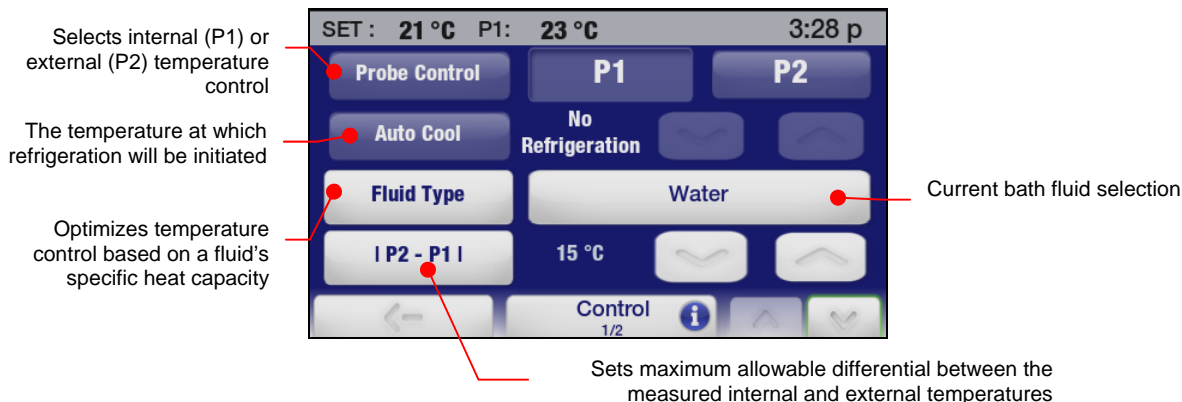 SET : 21 °C P1: 23 °C 3:28 p
Selects internal (P1) or
external (P2) temperature
control
Probe Control P1 P2
The temperature at which
refrigeration will be initiated
Auto Cool
No
Refrigeration
Fluid Type Water
Current bath fluid selection
Optimizes temperature
control based on a fluid’s
specific heat capacity
I P2 - P1 I 15 °C
Control
1/2
i
Sets maximum allowable differential between the
measured internal and external temperatures